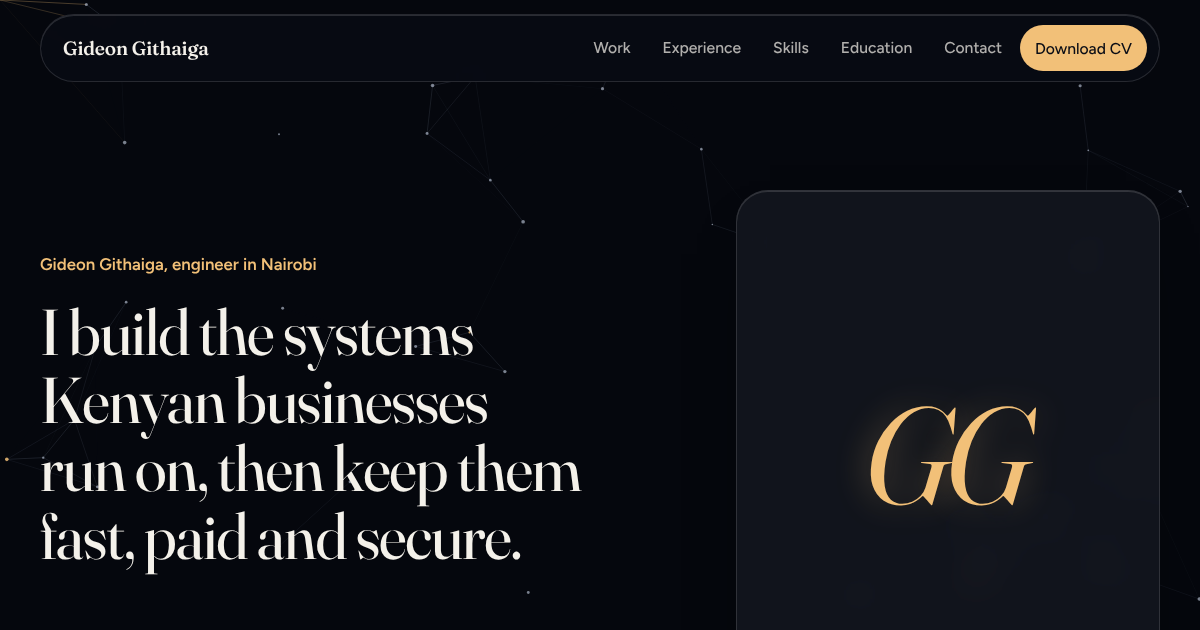 Gideon Githaiga
Work
Experience
Skills
Education
Contact
Download CV
Gideon Githaiga, engineer in Nairobi
I build the systems
Kenyan businesses
run on, then keep them
fast, paid and secure.
GG